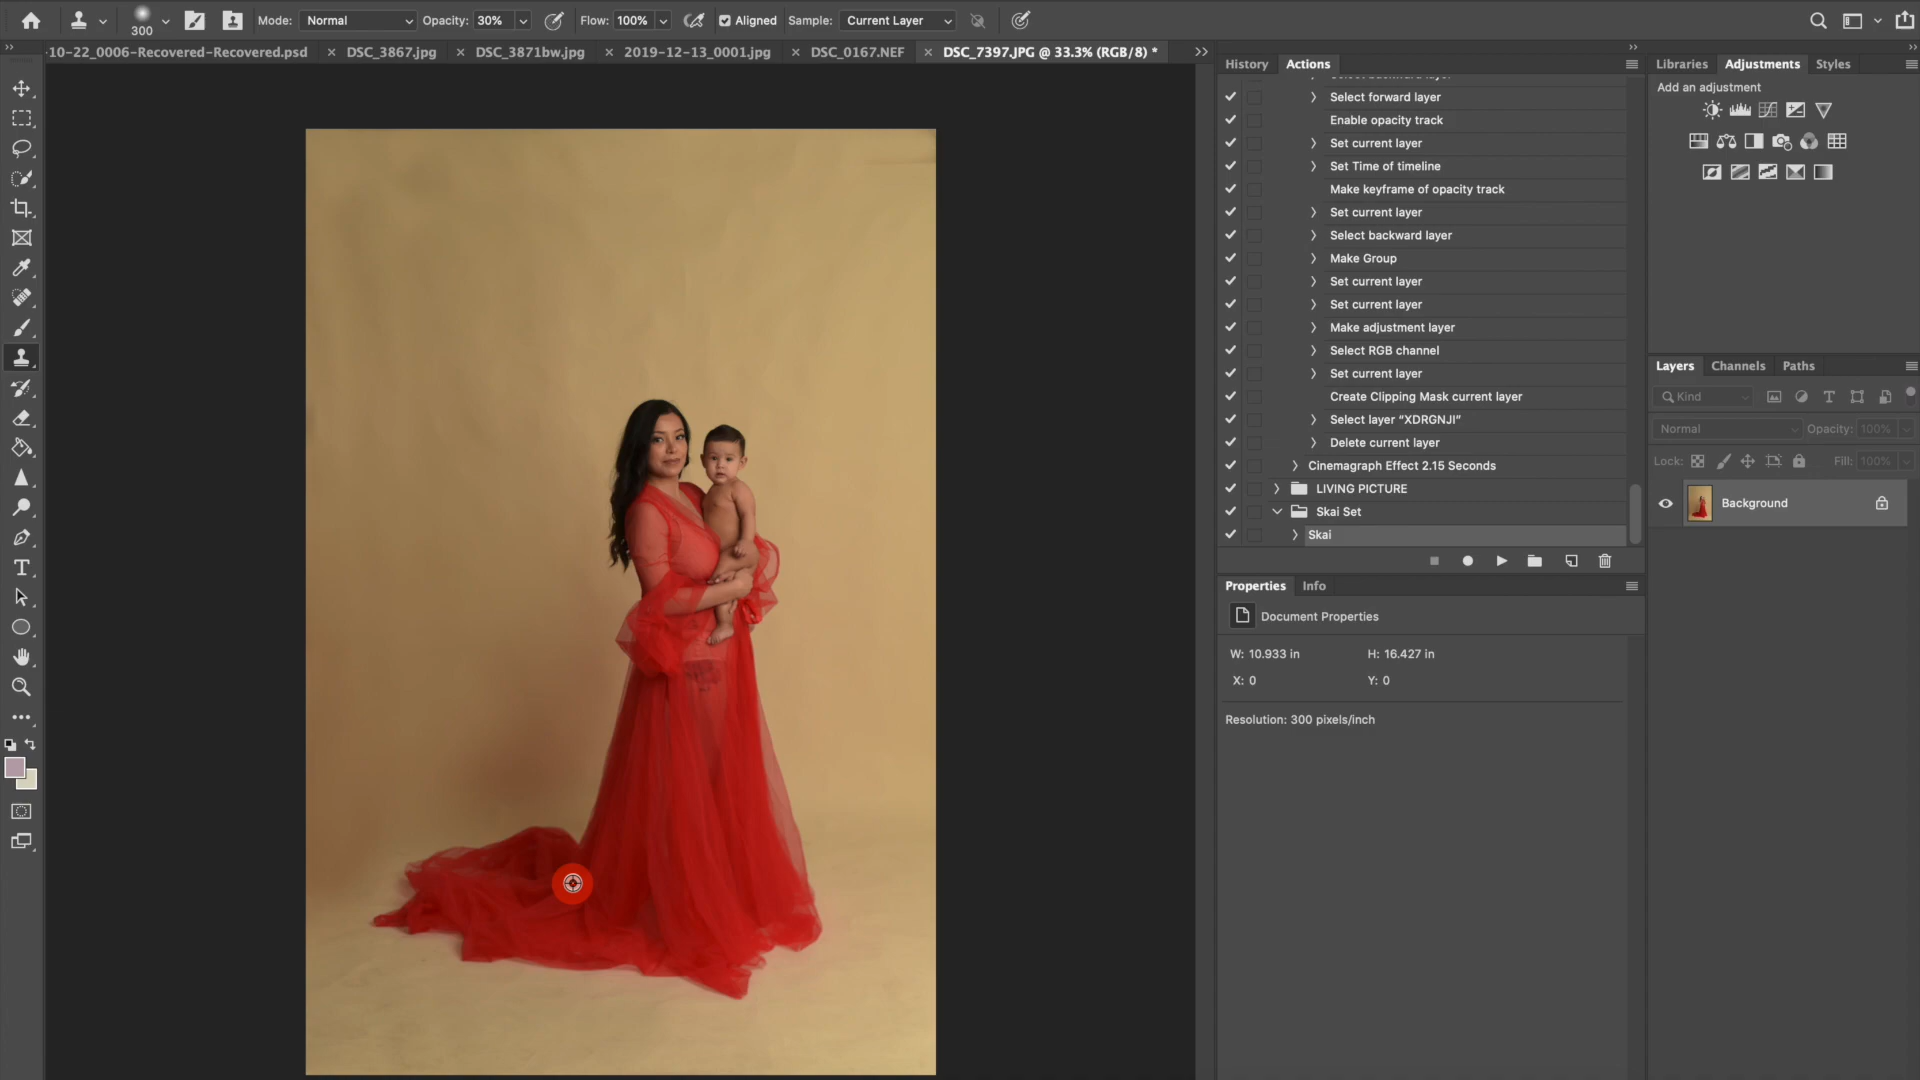 Mode: Normal Opacity: 30% Flow: 100% Aligned Sample: Current Layer
300
-10-22_0006-Recovered-Recovered.psd DSC_3867.jpg DSC_3871bw.jpg 2019-12-13_0001.jpg DSC_0167.NEF DSC_7397.JPG @ 33.3% (RGB/8) *
History Actions
Select backward layer
Select forward layer
Enable opacity track
Set current layer
Set Time of timeline
Make keyframe of opacity track
Set current layer
Select backward layer
Make Group
Set current layer
Set current layer
Make adjustment layer
Select RGB channel
Set current layer
Create Clipping Mask current layer
Select layer “XDRGNJI”
Delete current layer
Cinemagraph Effect 2.15 Seconds
LIVING PICTURE
Skai Set
Skai
Properties Info
Document Properties
W: 10.933 in H: 16.427 in
X: 0 Y: 0
Resolution: 300 pixels/inch
Libraries Adjustments Styles
Add an adjustment
Layers Channels Paths
Kind
Normal Opacity: 100%
Lock: Fill: 100%
Background